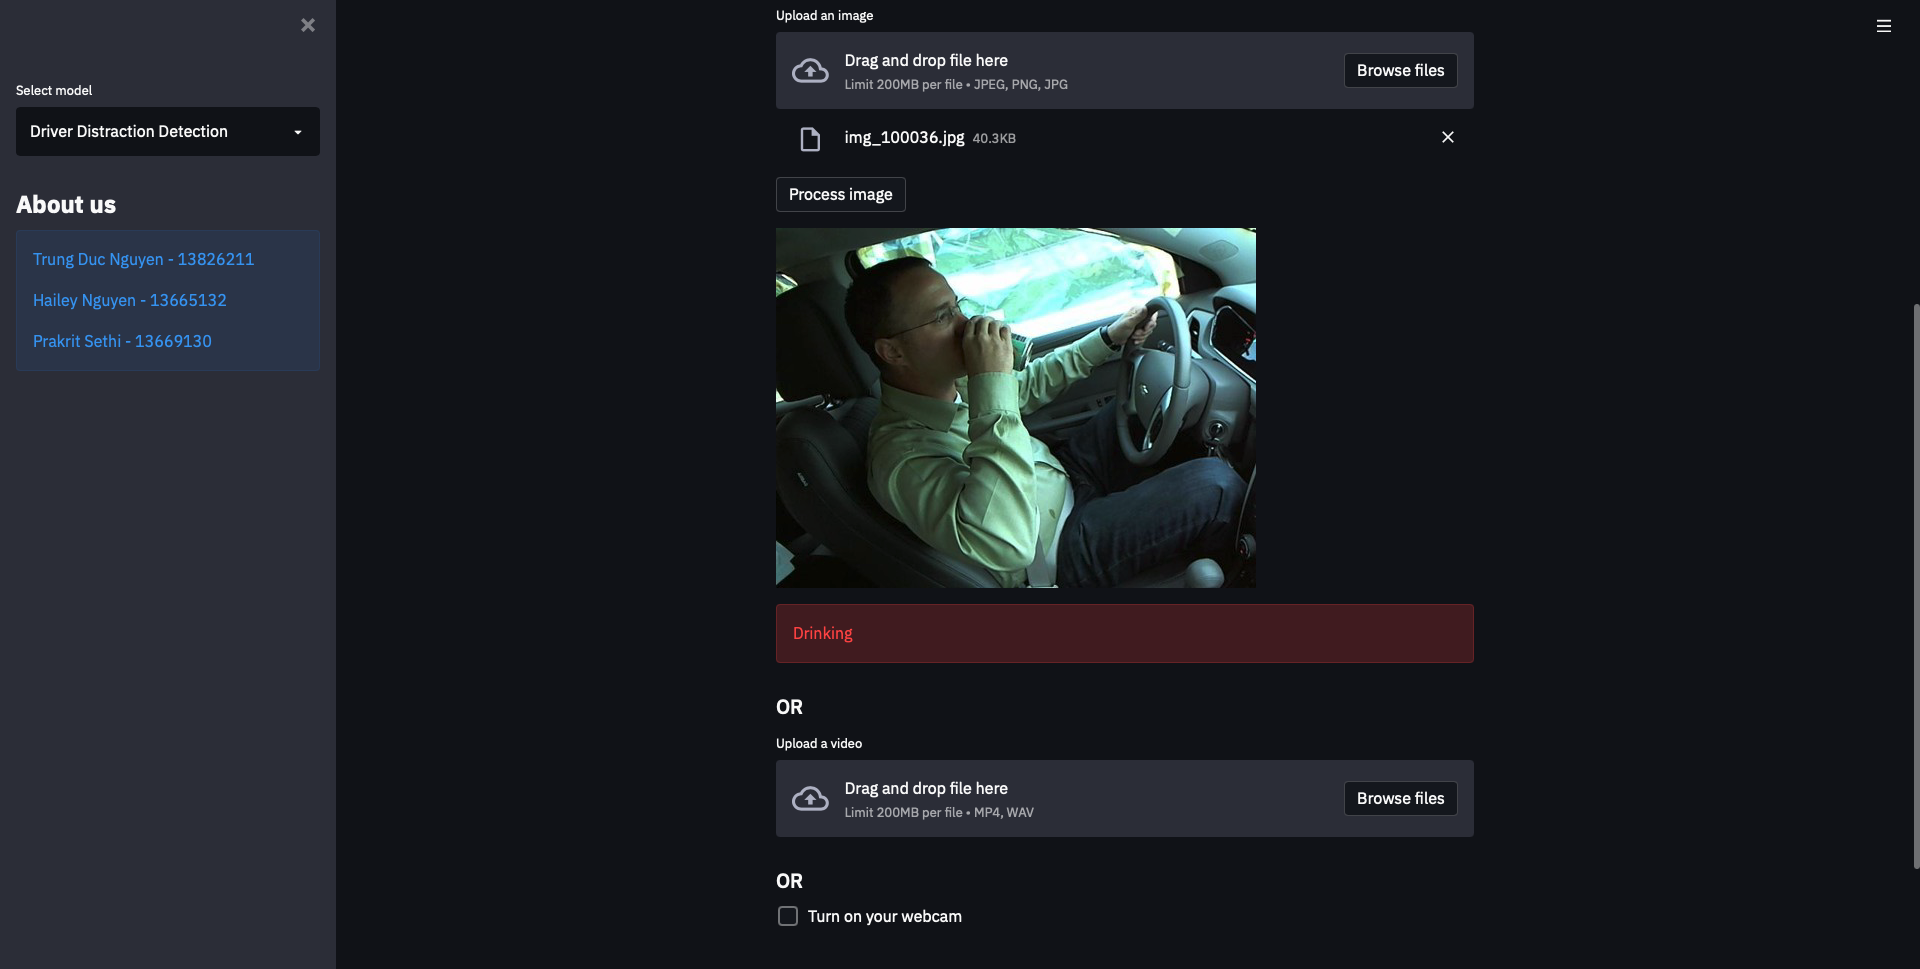 Select model
Driver Distraction Detection
About us
Trung Duc Nguyen - 13826211
Hailey Nguyen - 13665132
Prakrit Sethi - 13669130
Upload an image
Drag and drop file here
Limit 200MB per file • JPEG, PNG, JPG
Browse files
img_100036.jpg 40.3KB
Process image
Drinking
OR
Upload a video
Drag and drop file here
Limit 200MB per file • MP4, WAV
Browse files
OR
Turn on your webcam